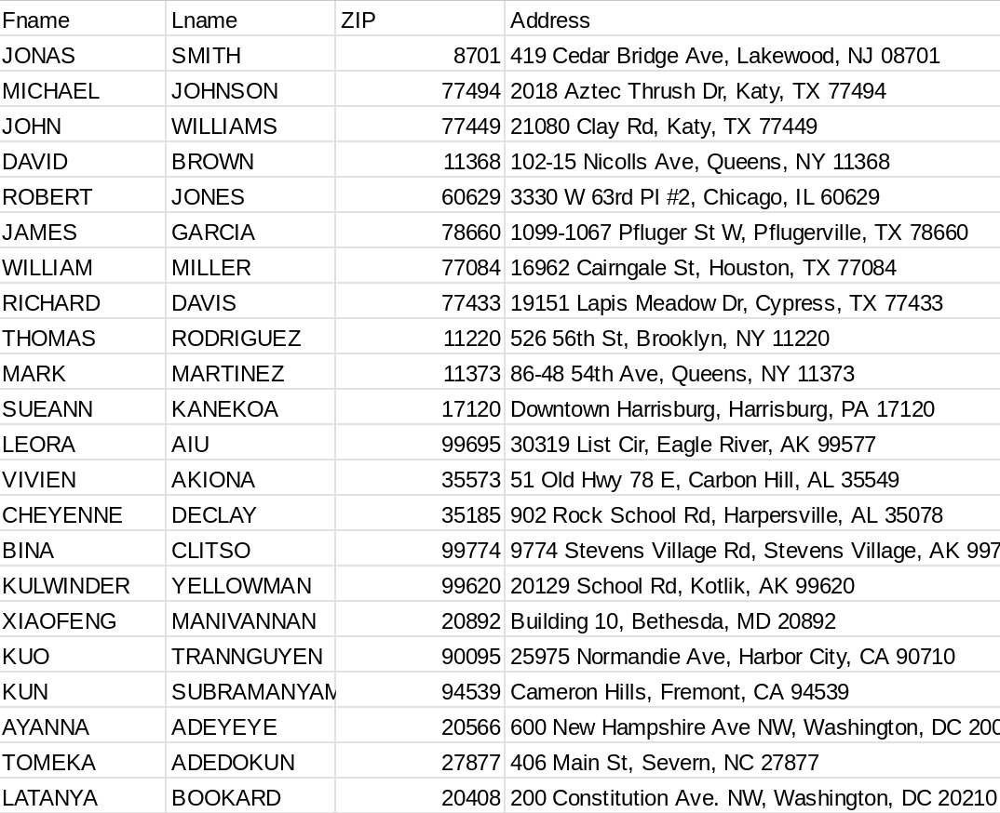 Fname Lname ZIP Address
JONAS SMITH 8701 419 Cedar Bridge Ave, Lakewood, NJ 08701
MICHAEL JOHNSON 77494 2018 Aztec Thrush Dr, Katy, TX 77494
JOHN WILLIAMS 77449 21080 Clay Rd, Katy, TX 77449
DAVID BROWN 11368 102-15 Nicolls Ave, Queens, NY 11368
ROBERT JONES 60629 3330 W 63rd Pl #2, Chicago, IL 60629
JAMES GARCIA 78660 1099-1067 Pfluger St W, Pflugerville, TX 78660
WILLIAM MILLER 77084 16962 Cairngale St, Houston, TX 77084
RICHARD DAVIS 77433 19151 Lapis Meadow Dr, Cypress, TX 77433
THOMAS RODRIGUEZ 11220 526 56th St, Brooklyn, NY 11220
MARK MARTINEZ 11373 86-48 54th Ave, Queens, NY 11373
SUEANN KANEKOA 17120 Downtown Harrisburg, Harrisburg, PA 17120
LEORA AIU 99695 30319 List Cir, Eagle River, AK 99577
VIVIEN AKIONA 35573 51 Old Hwy 78 E, Carbon Hill, AL 35549
CHEYENNE DECLAY 35185 902 Rock School Rd, Harpersville, AL 35078
BINA CLITSO 99774 9774 Stevens Village Rd, Stevens Village, AK 997
KULWINDER YELLOWMAN 99620 20129 School Rd, Kotlik, AK 99620
XIAOFENG MANIVANNAN 20892 Building 10, Bethesda, MD 20892
KUO TRANNGUYEN 90095 25975 Normandie Ave, Harbor City, CA 90710
KUN SUBRAMANYAM 94539 Cameron Hills, Fremont, CA 94539
AYANNA ADEYEYE 20566 600 New Hampshire Ave NW, Washington, DC 200
TOMEKA ADEDOKUN 27877 406 Main St, Severn, NC 27877
LATANYA BOOKARD 20408 200 Constitution Ave. NW, Washington, DC 20210